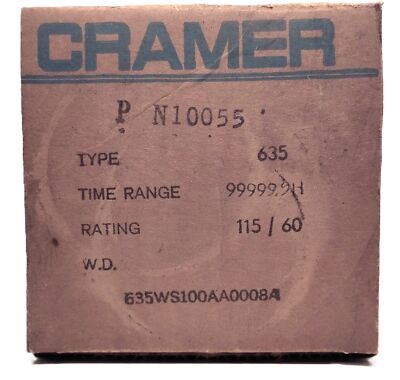 CRAMER
P N10055
TYPE 635
TIME RANGE 99999.9H
RATING 115 / 60
W.D.
635WS100AA0008A